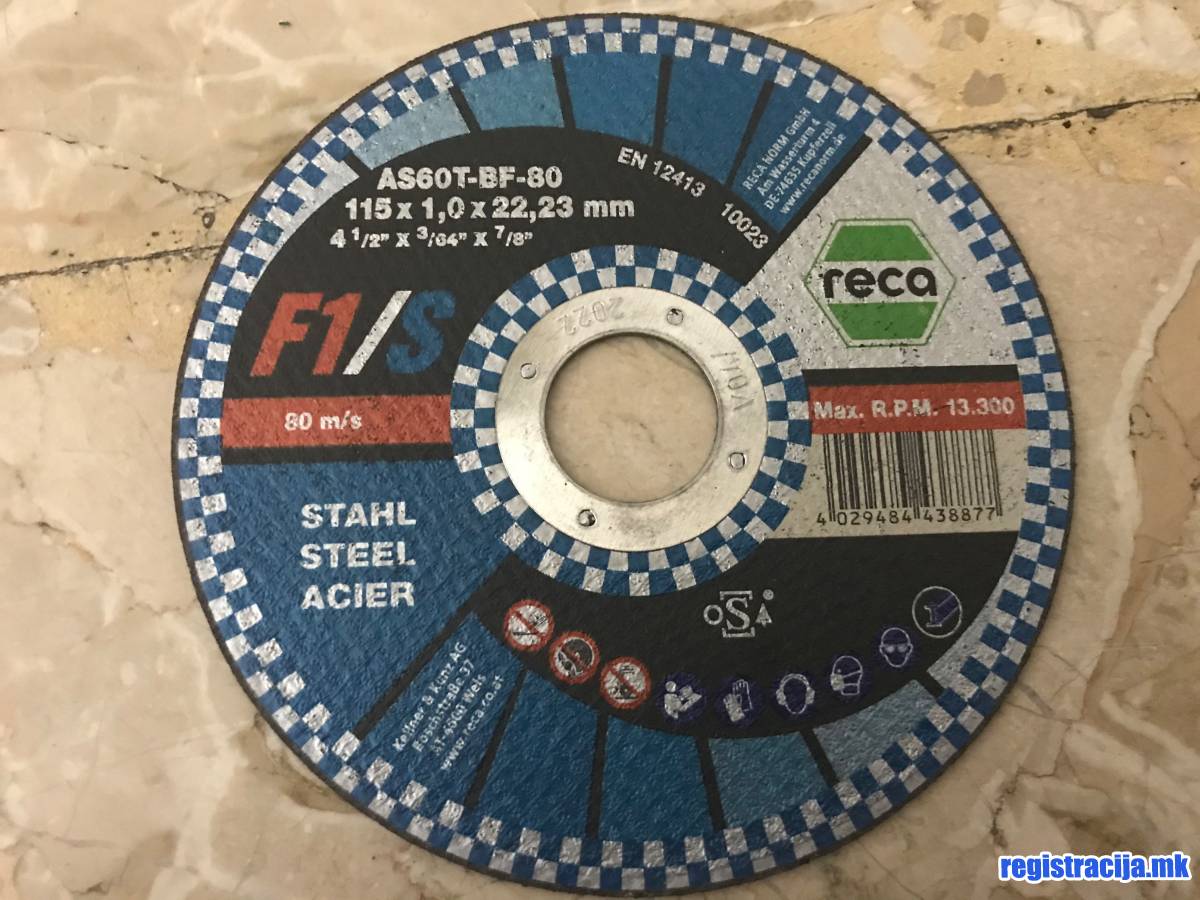 AS60T-BF-80
115 x 1,0 x 22,23 mm
4 1/2" X 3/64" X 7/8"
EN 12413
10023
RECA NORM GmbH
Am Wasserturm 4
DE-74635 Kupferzell
www.recanorm.de
reca
F1/S
2022
V04
80 m/s
Max. R.P.M. 13.300
4 029484 438877
STAHL
STEEL
ACIER
oSa
Kellner & Kunz AG
Boschstraße 37
AT-4600 Wels
www.reca.co.at
registracija.mk